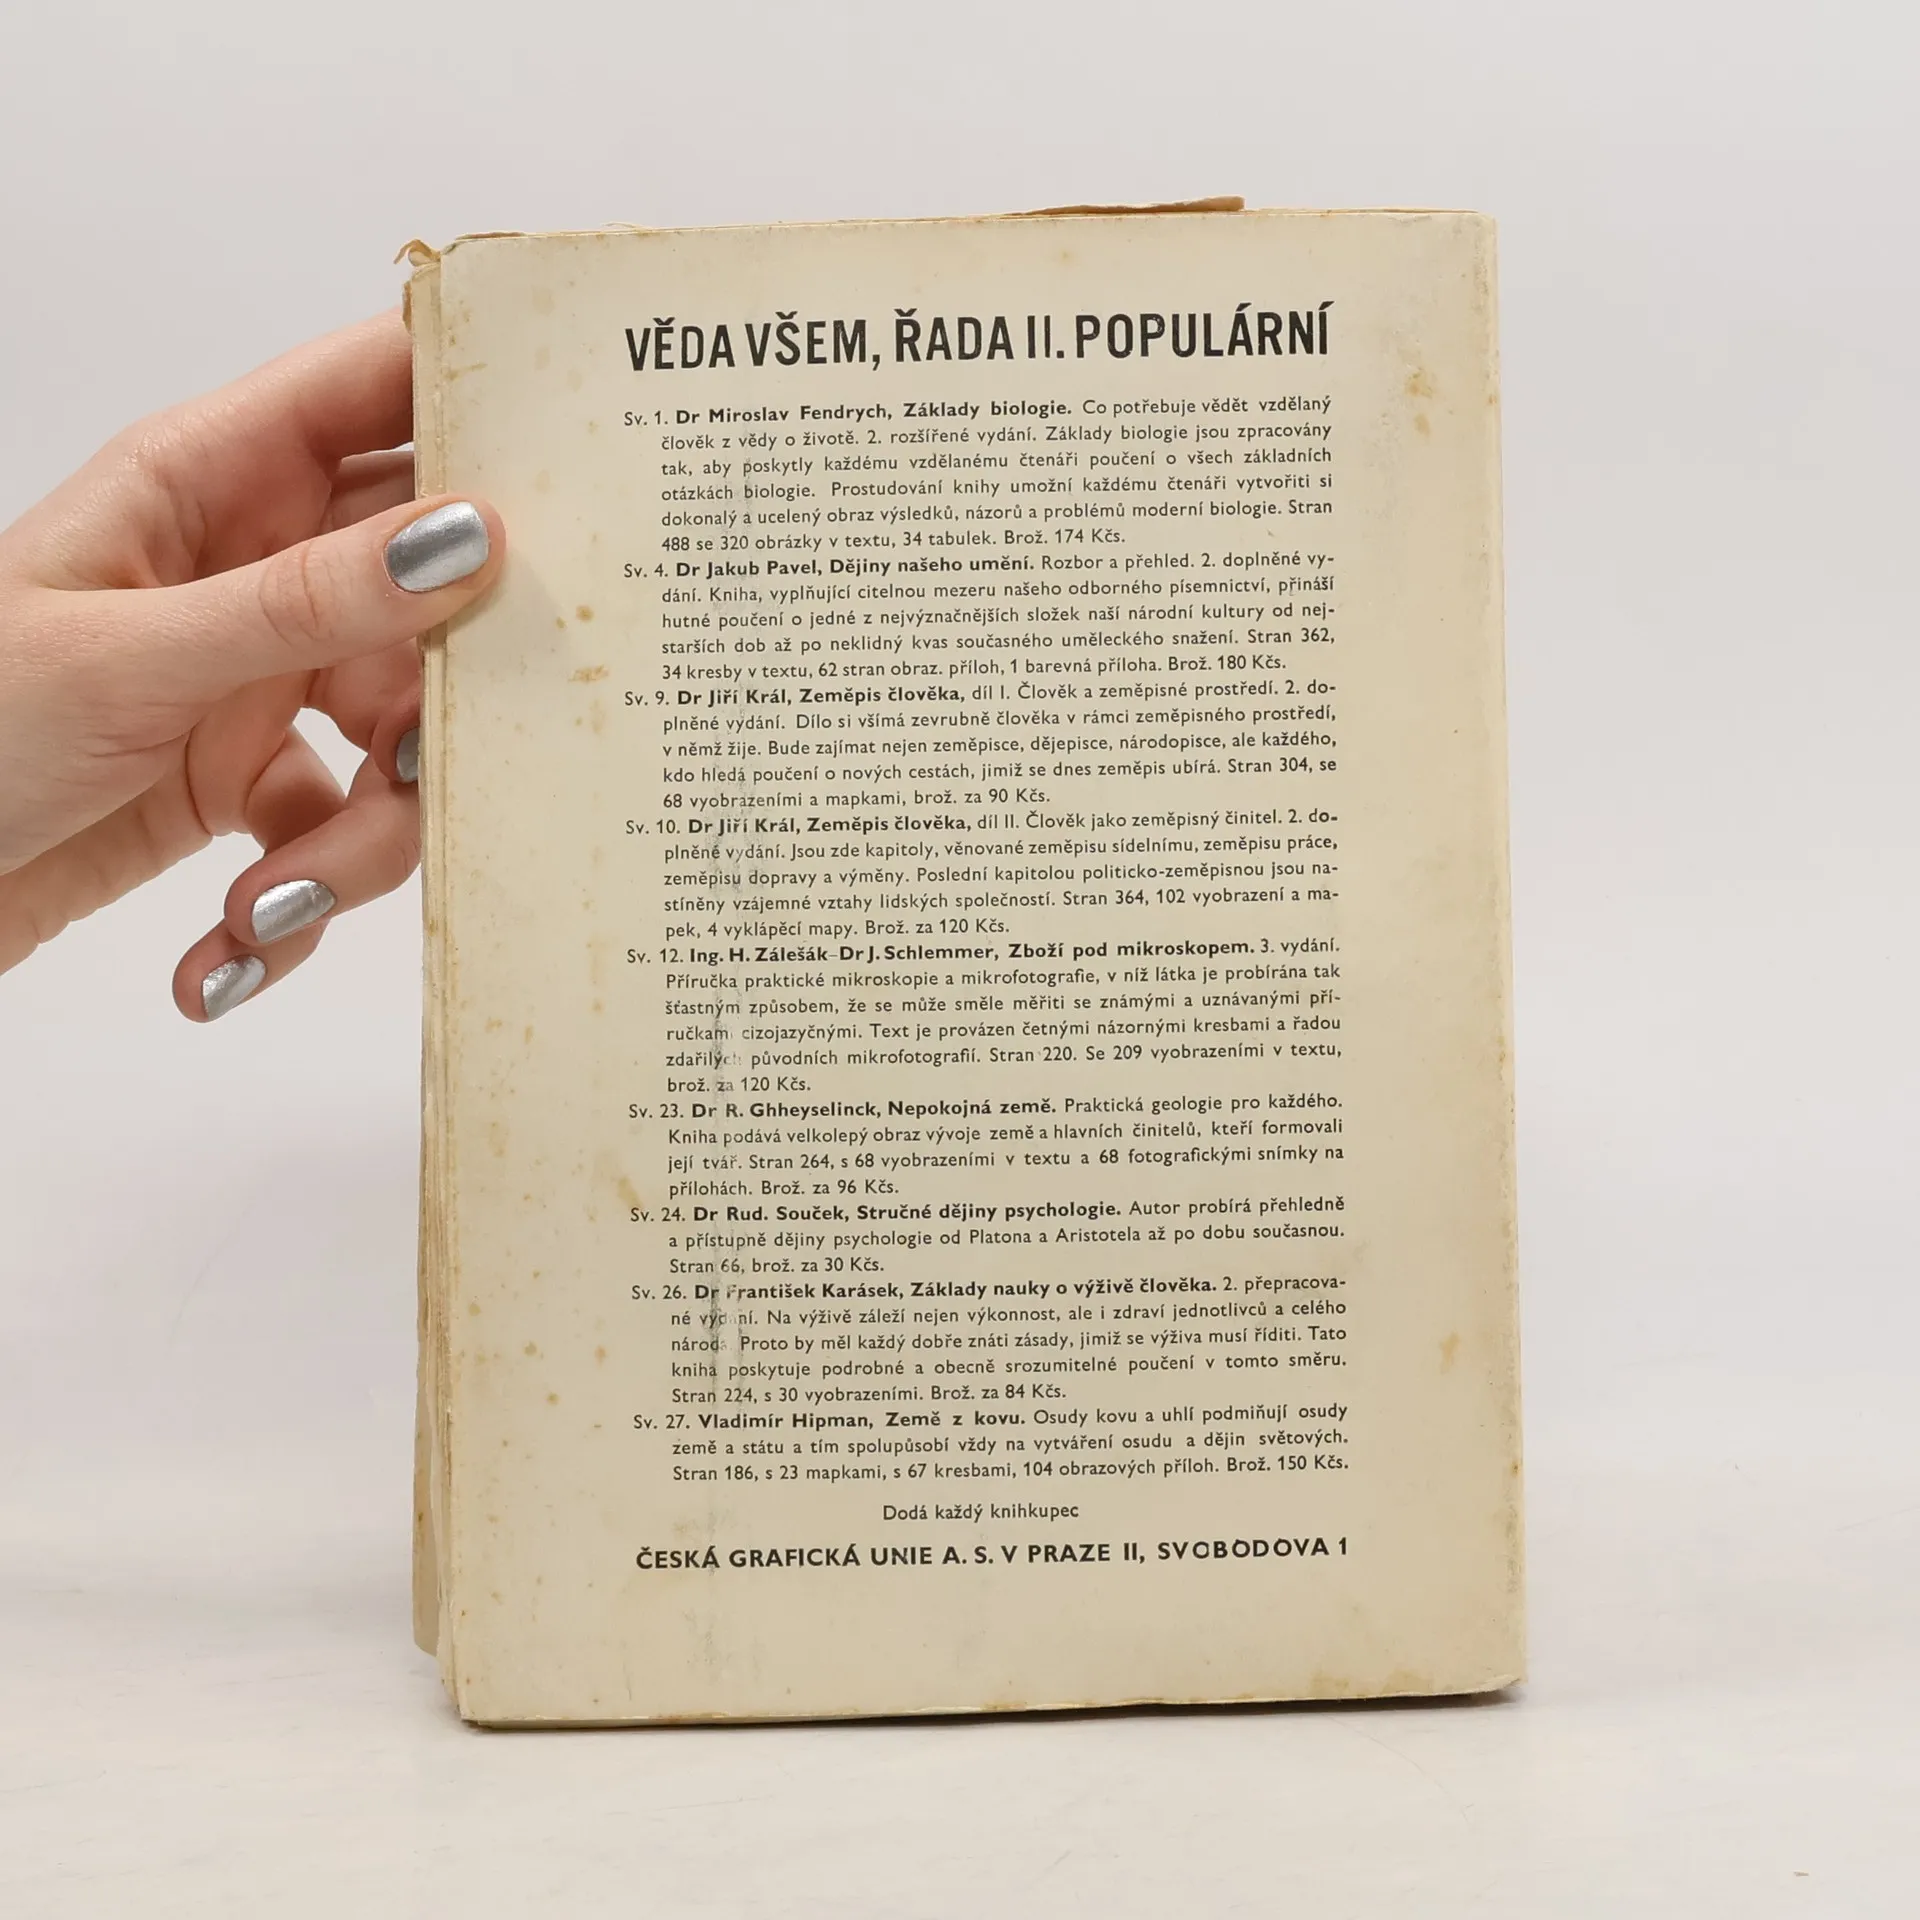 VĚDA VŠEM, ŘADA II. POPULÁRNÍ
Sv. 1. Dr Miroslav Fendrych, Základy biologie. Co potřebuje vědět vzdělaný
člověk z vědy o životě. 2. rozšířené vydání. Základy biologie jsou zpracovány
tak, aby poskytly každému vzdělanému čtenáři poučení o všech základních
otázkách biologie. Prostudování knihy umožní každému čtenáři vytvořiti si
dokonalý a ucelený obraz výsledků, názorů a problémů moderní biologie. Stran
488 se 320 obrázky v textu, 34 tabulek. Brož. 174 Kčs.
Sv. 4. Dr Jakub Pavel, Dějiny našeho umění. Rozbor a přehled. 2. doplněné vy-
dání. Kniha, vyplňující citelnou mezeru našeho odborného písemnictví, přináší
hutné poučení o jedné z nejvýznačnějších složek naší národní kultury od nej-
starších dob až po neklidný kvas současného uměleckého snažení. Stran 362,
34 kresby v textu, 62 stran obraz. příloh, 1 barevná příloha. Brož. 180 Kčs.
Sv. 9. Dr Jiří Král, Zeměpis člověka, díl I. Člověk a zeměpisné prostředí. 2. do-
plněné vydání. Dílo si všímá zevrubně člověka v rámci zeměpisného prostředí,
v němž žije. Bude zajímat nejen zeměpisce, dějepisce, národopisce, ale každého,
kdo hledá poučení o nových cestách, jimiž se dnes zeměpis ubírá. Stran 304, se
68 vyobrazeními a mapkami, brož. za 90 Kčs.
Sv. 10. Dr Jiří Král, Zeměpis člověka, díl II. Člověk jako zeměpisný činitel. 2. do-
plněné vydání. Jsou zde kapitoly, věnované zeměpisu sídelnímu, zeměpisu práce,
zeměpisu dopravy a výměny. Poslední kapitolou politicko-zeměpisnou jsou na-
stíněny vzájemné vztahy lidských společností. Stran 364, 102 vyobrazení a ma-
pek, 4 vyklápěcí mapy. Brož. za 120 Kčs.
Sv. 12. Ing. H. Zálešák–Dr J. Schlemmer, Zboží pod mikroskopem. 3. vydání.
Příručka praktické mikroskopie a mikrofotografie, v níž látka je probírána tak
šťastným způsobem, že se může směle měřiti se známými a uznávanými pří-
ručkami cizojazyčnými. Text je provázen četnými názornými kresbami a řadou
zdařilých původních mikrofotografií. Stran 220. Se 209 vyobrazeními v textu,
brož. za 120 Kčs.
Sv. 23. Dr R. Ghheyselinck, Nepokojná země. Praktická geologie pro každého.
Kniha podává velkolepý obraz vývoje země a hlavních činitelů, kteří formovali
její tvář. Stran 264, s 68 vyobrazeními v textu a 68 fotografickými snímky na
přílohách. Brož. za 96 Kčs.
Sv. 24. Dr Rud. Souček, Stručné dějiny psychologie. Autor probírá přehledně
a přístupně dějiny psychologie od Platona a Aristotela až po dobu současnou.
Stran 66, brož. za 30 Kčs.
Sv. 26. Dr František Karásek, Základy nauky o výživě člověka. 2. přepracova-
né vydání. Na výživě záleží nejen výkonnost, ale i zdraví jednotlivců a celého
národa. Proto by měl každý dobře znáti zásady, jimiž se výživa musí říditi. Tato
kniha poskytuje podrobné a obecně srozumitelné poučení v tomto směru.
Stran 224, s 30 vyobrazeními. Brož. za 84 Kčs.
Sv. 27. Vladimír Hipman, Země z kovu. Osudy kovu a uhlí podmiňují osudy
země a státu a tím spolupůsobí vždy na vytváření osudu a dějin světových.
Stran 186, s 23 mapkami, s 67 kresbami, 104 obrazových příloh. Brož. 150 Kčs.
Dodá každý knihkupec
ČESKÁ GRAFICKÁ UNIE A. S. V PRAZE II, SVOBODOVA 1